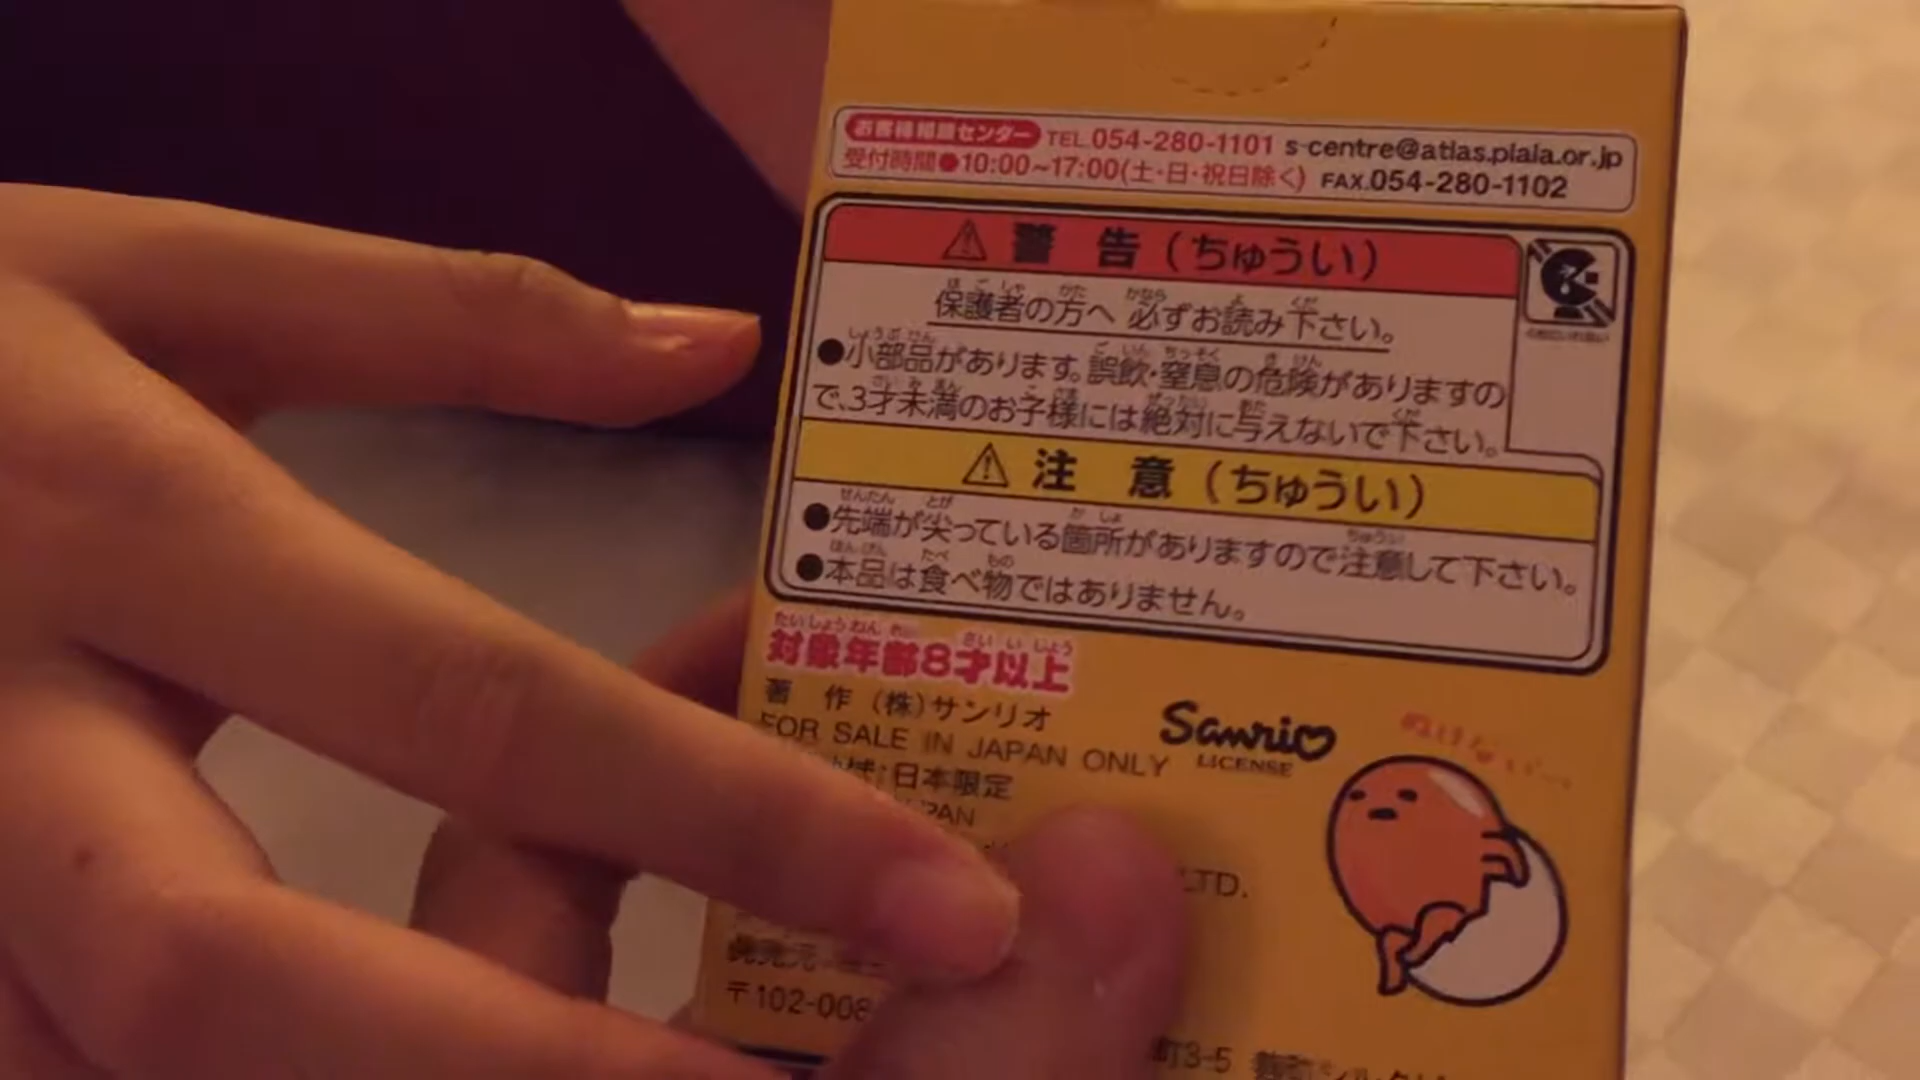 お客様相談センター TEL.054-280-1101 s-centre@atlas.plala.or.jp
受付時間●10:00~17:00(土・日・祝日除く) FAX.054-280-1102
⚠ 警 告 (ちゅうい)
保護者の方へ 必ずお読み下さい。
●小部品があります。誤飲・窒息の危険がありますの
で、3才未満のお子様には絶対に与えないで下さい。
⚠ 注 意 (ちゅうい)
●先端が尖っている箇所がありますので注意して下さい。
●本品は食べ物ではありません。
対象年齢8才以上
著 作 (株)サンリオ
FOR SALE IN JAPAN ONLY
Sanrio
LICENSE
日本限定
LTD.
〒102-008
町3-5